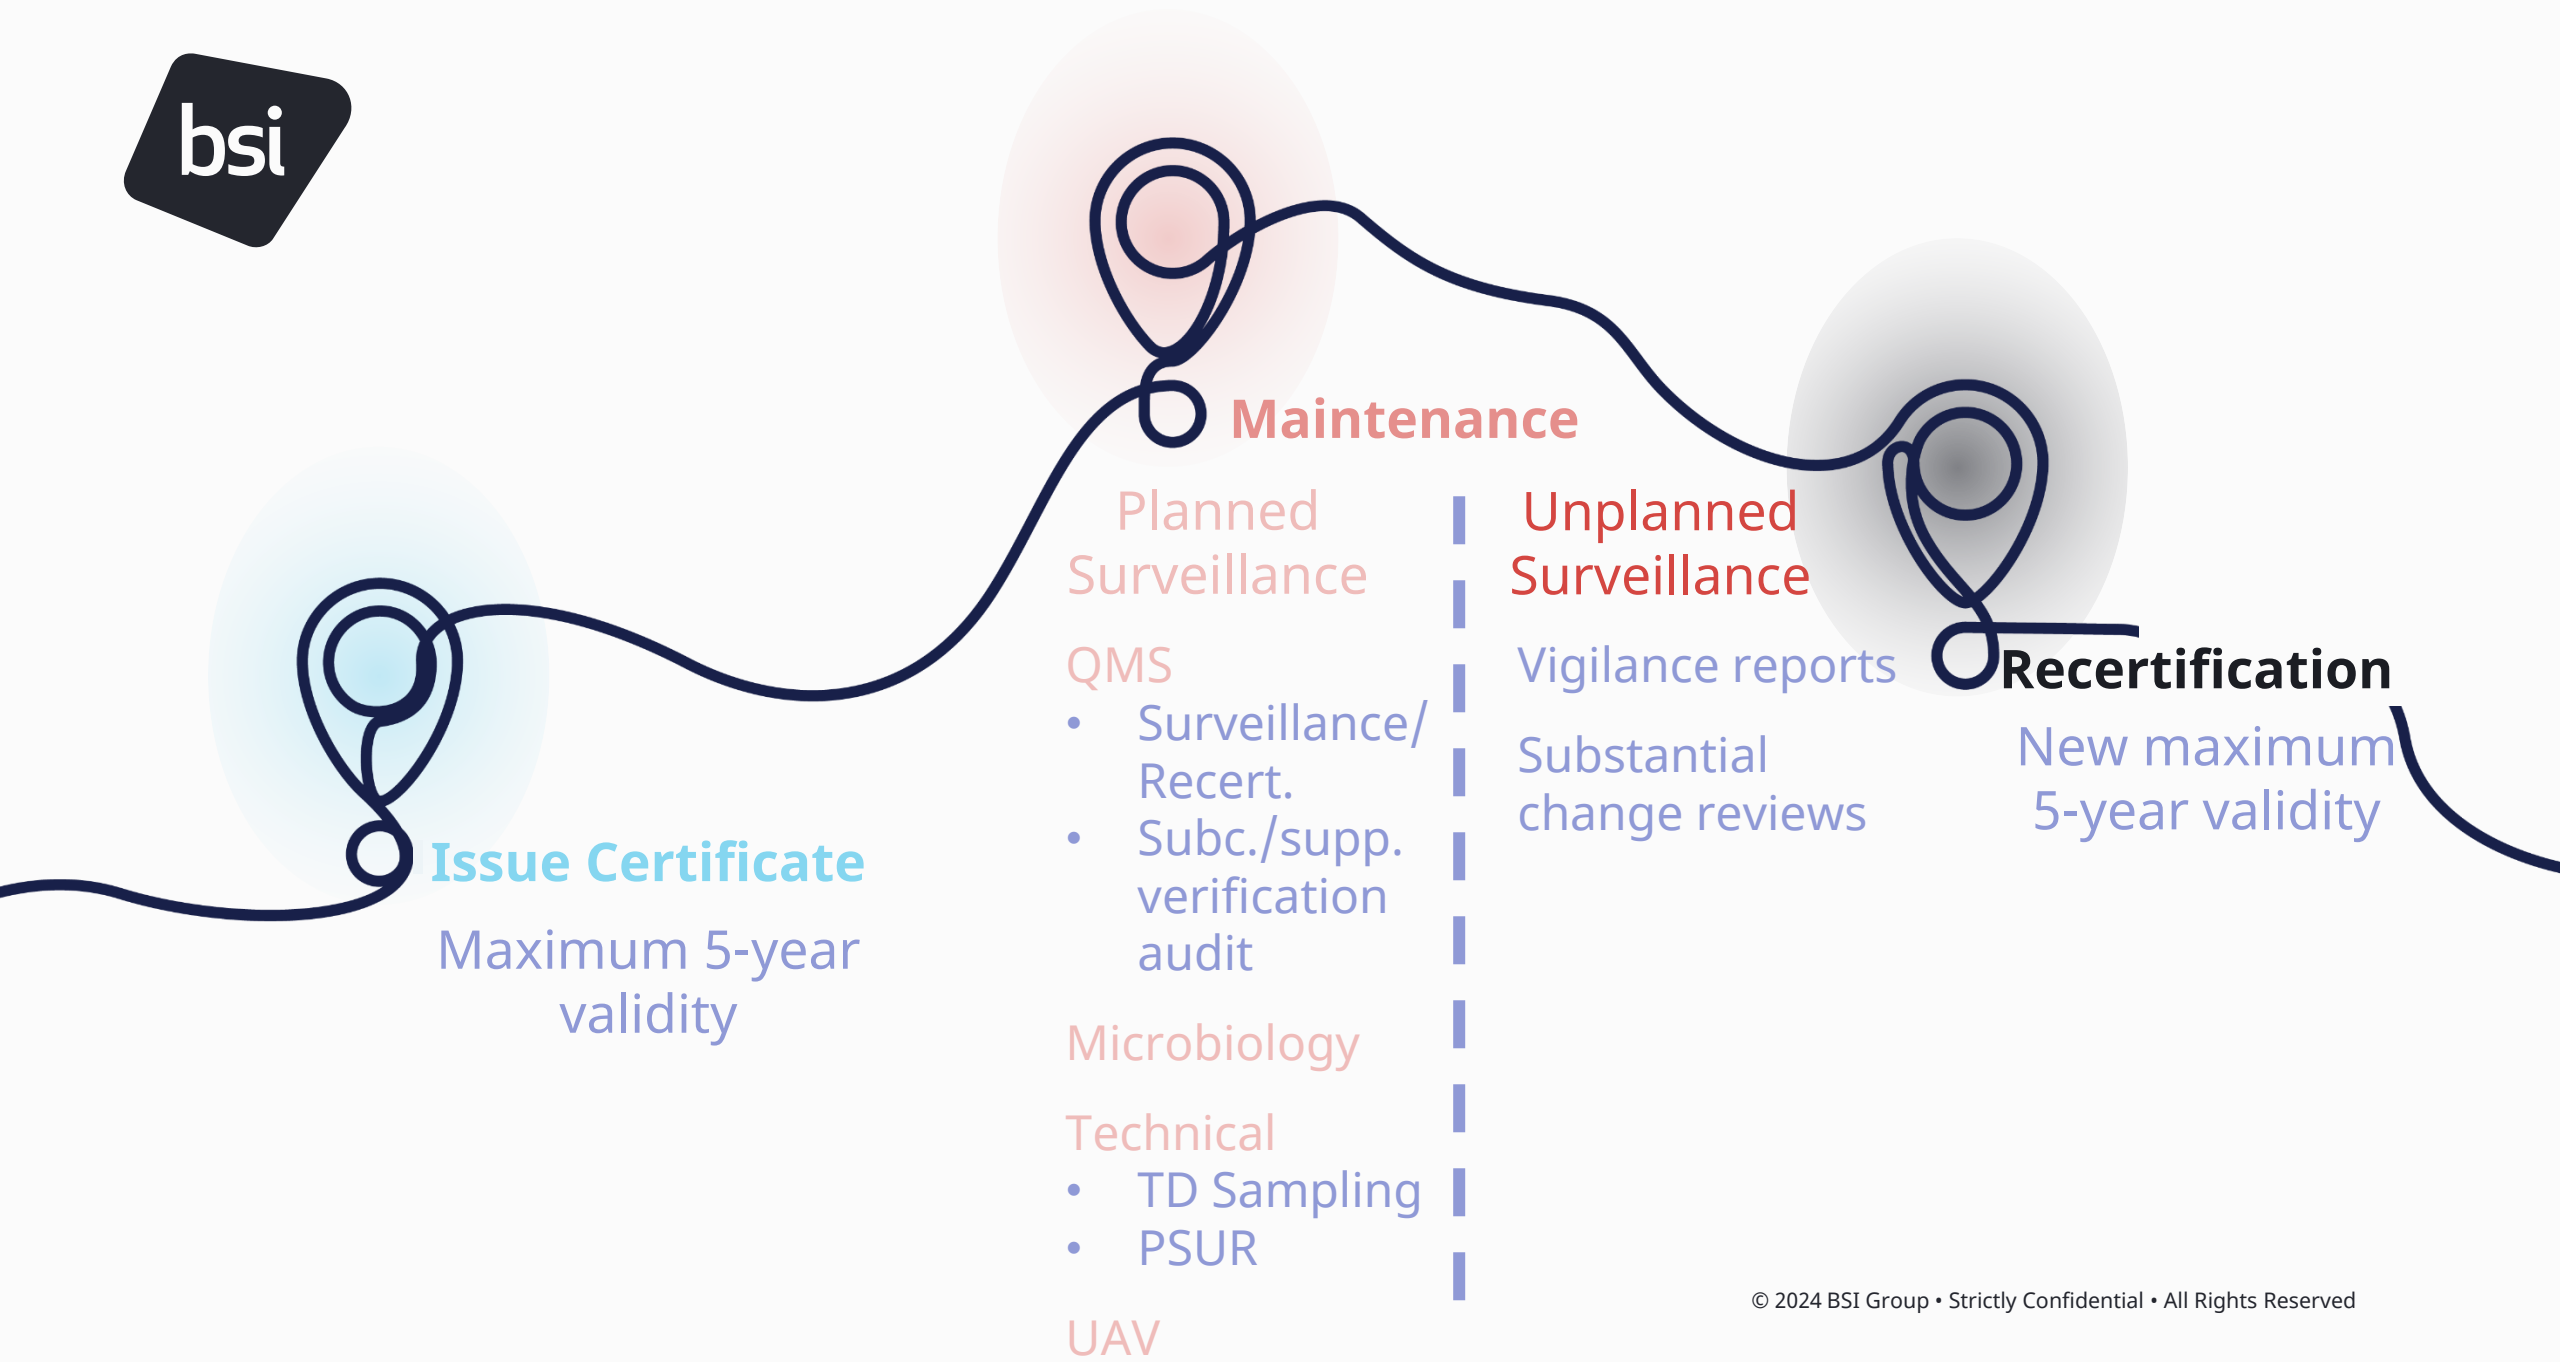 bsi
Maintenance
Planned
Surveillance
QMS
• Surveillance/
Recert.
• Subc./supp.
verification
audit
Microbiology
Technical
• TD Sampling
• PSUR
UAV
Unplanned
Surveillance
Vigilance reports
Substantial
change reviews
Recertification
New maximum
5-year validity
Issue Certificate
Maximum 5-year
validity
© 2024 BSI Group • Strictly Confidential • All Rights Reserved